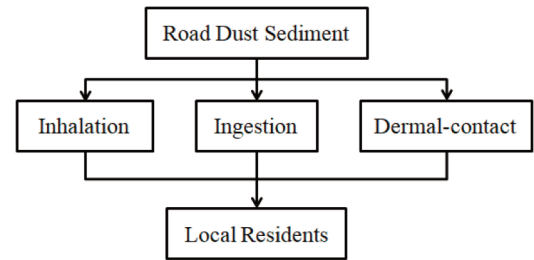 Road Dust Sediment
Inhalation
Ingestion
Dermal-contact
Local Residents